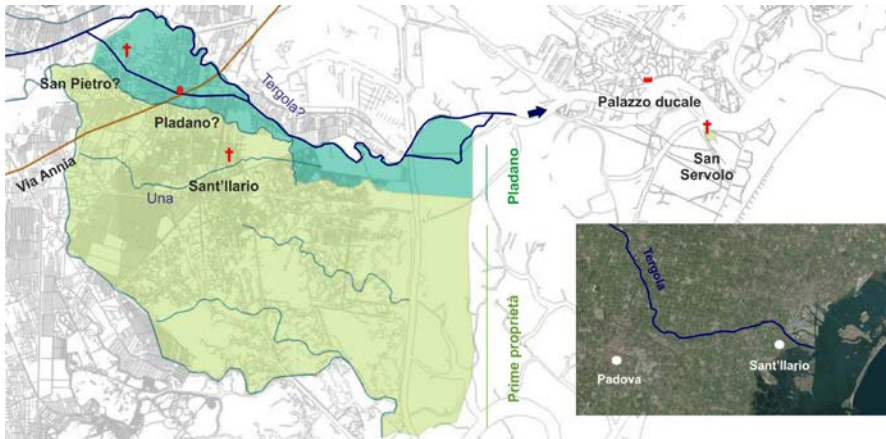 San Pietro?
Tergola?
Pladano?
Via Annia
Sant'Ilario
Una
Palazzo ducale
San
Servolo
Pladano
Prime proprietà
Tergola
Padova
Sant'Ilario